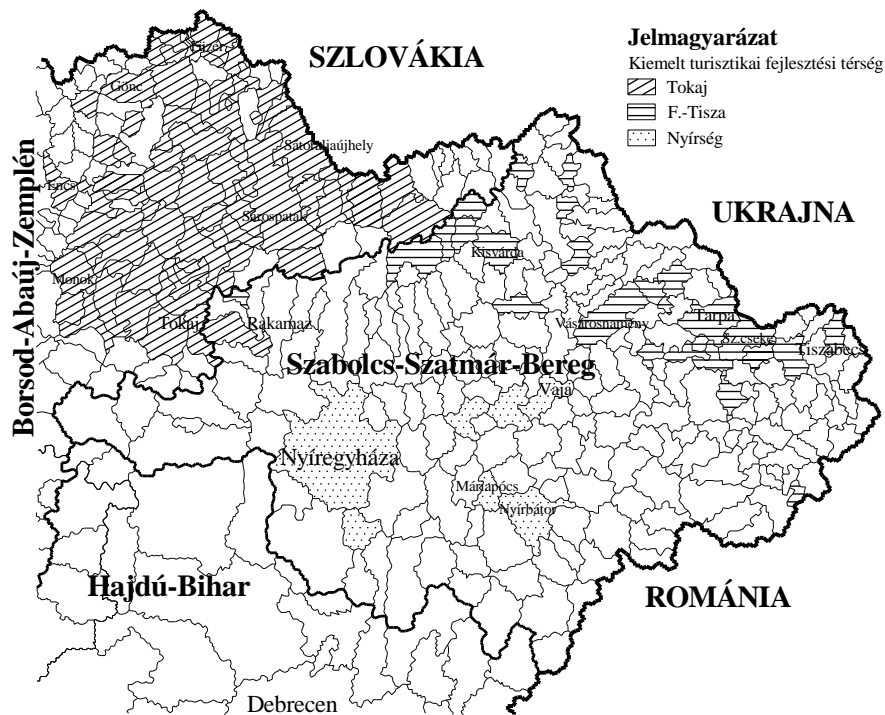 SZLOVÁKIA
Jelmagyarázat
Kiemelt turisztikai fejlesztési térség
Tokaj
F.-Tisza
Nyírség
Füzér
Gönc
Sátoraljaújhely
Encs
Sárospatak
UKRAJNA
Borsod-Abaúj-Zemplén
Kisvárda
Monok
Tokaj
Rakamaz
Vásárosnamény
Tarpa
Sz.cseke
Tiszabecs
Szabolcs-Szatmár-Bereg
Vaja
Nyíregyháza
Máriapócs
Nyírbátor
Hajdú-Bihar
ROMÁNIA
Debrecen